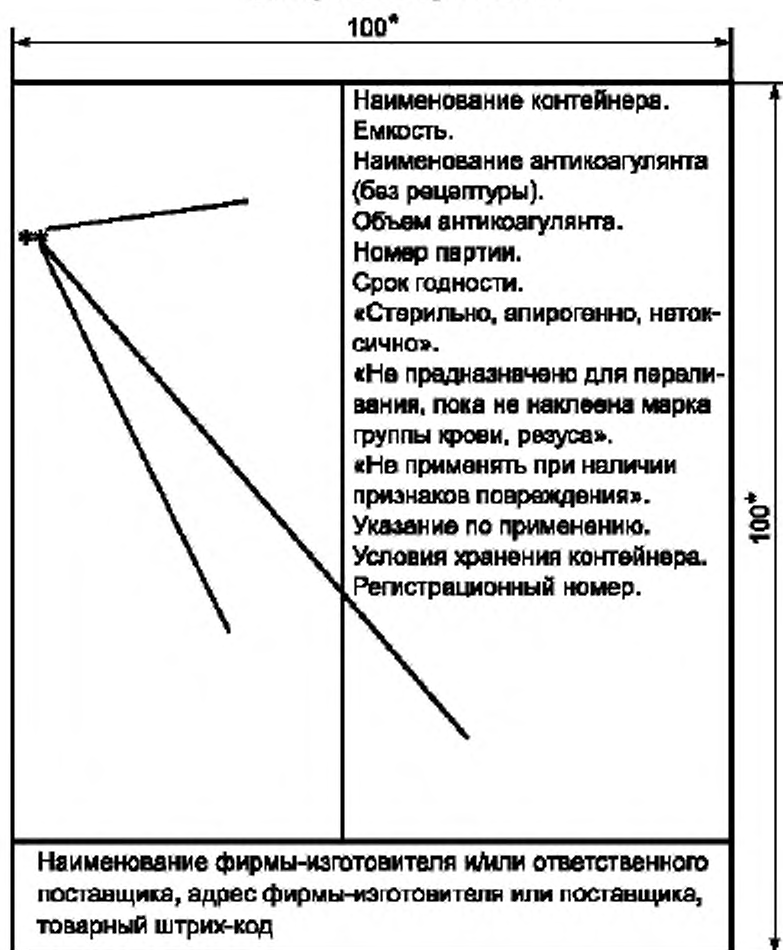 100*
Наименование контейнера.
Емкость.
Наименование антикоагулянта
(без рецептуры).
Объем антикоагулянта.
**
Номер партии.
Срок годности.
«Стерильно, апирогенно, неток-
сично».
«Не предназначено для перели-
вания, пока не наклеена марка
группы крови, резуса».
«Не применять при наличии
признаков повреждения».
100*
Указание по применению.
Условия хранения контейнера.
Регистрационный номер.
Наименование фирмы-изготовителя и/или ответственного
поставщика, адрес фирмы-изготовителя или поставщика,
товарный штрих-код